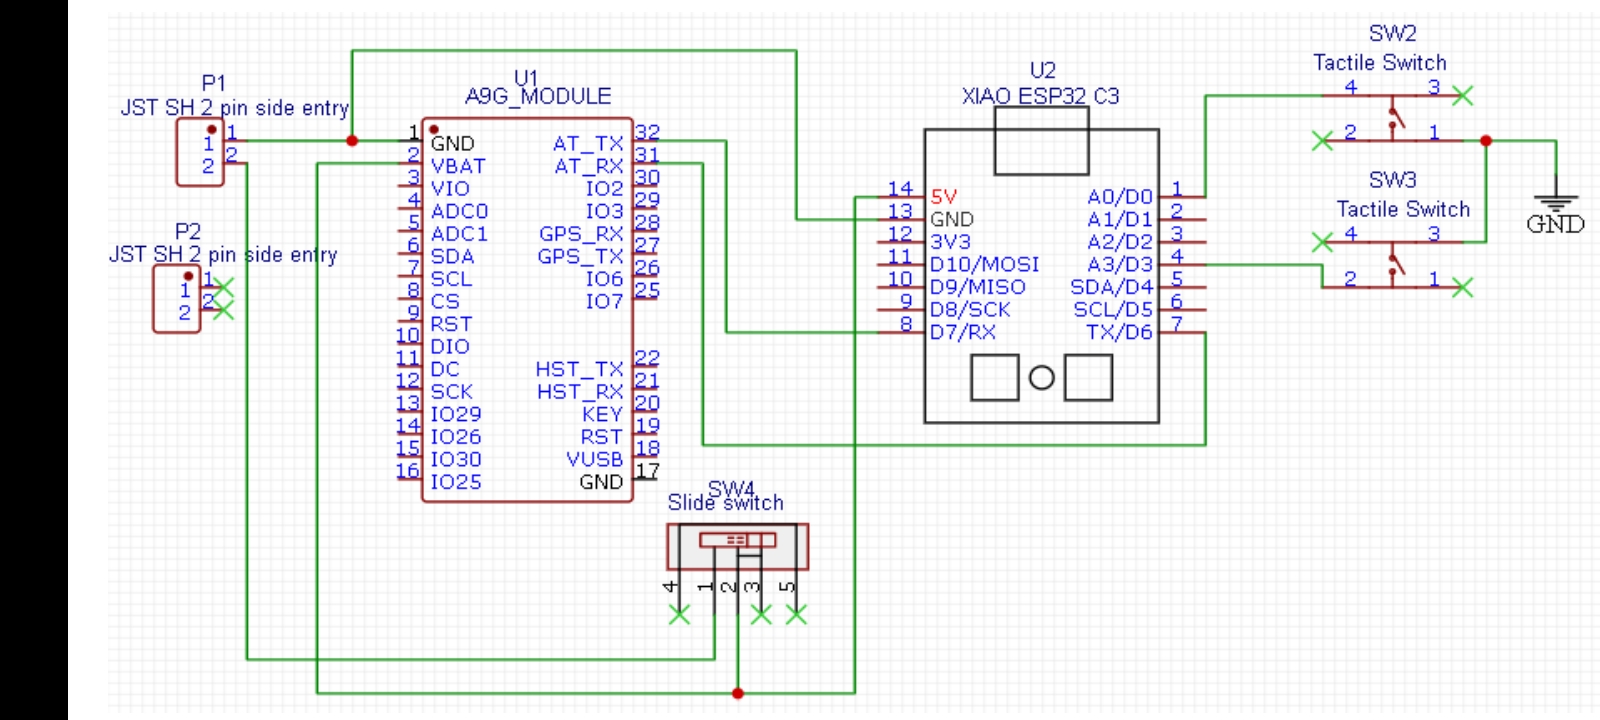 P1
JST SH 2 pin side entry
1
2
1
2
P2
JST SH 2 pin side entry
1
2
1
2
U1
A9G_MODULE
1 GND
2 VBAT
3 VIO
4 ADC0
5 ADC1
6 SDA
7 SCL
8 CS
9 RST
10 DIO
11 DC
12 SCK
13 IO29
14 IO26
15 IO30
16 IO25
AT_TX 32
AT_RX 31
IO2 30
IO3 29
GPS_RX 28
GPS_TX 27
IO6 26
IO7 25
HST_TX 22
HST_RX 21
KEY 20
RST 19
VUSB 18
GND 17
SW4
Slide switch
4 1 2 3 5
U2
XIAO ESP32 C3
14 5V
13 GND
12 3V3
11 D10/MOSI
10 D9/MISO
9 D8/SCK
8 D7/RX
A0/D0 1
A1/D1 2
A2/D2 3
A3/D3 4
SDA/D4 5
SCL/D5 6
TX/D6 7
SW2
Tactile Switch
4 3
2 1
SW3
Tactile Switch
4 3
2 1
GND